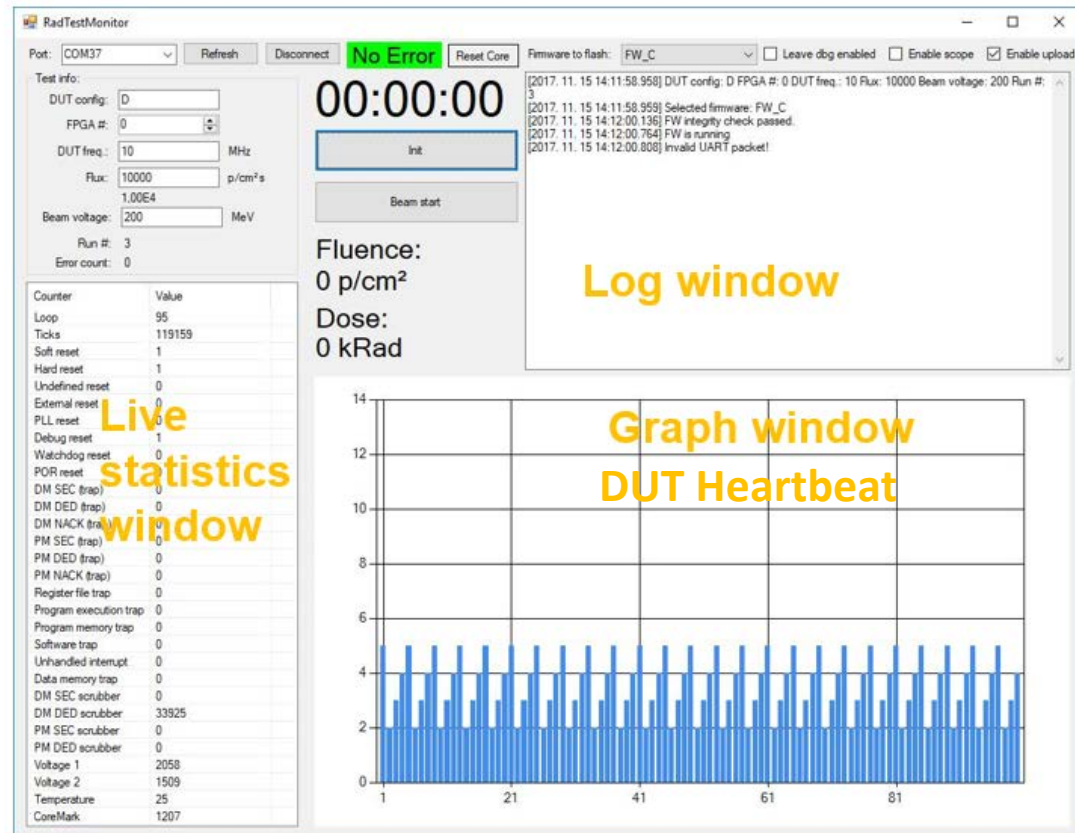 RadTestMonitor
Port: COM37 Refresh Disconnect No Error Reset Core Firmware to flash: FW_C Leave dbg enabled Enable scope Enable upload
Test info:
DUT config: D
FPGA #: 0
DUT freq.: 10 MHz
Flux: 10000 p/cm²s
1,00E4
Beam voltage: 200 MeV
Run #: 3
Error count: 0
00:00:00
Init
Beam start
Fluence:
0 p/cm²
Dose:
0 kRad
[2017. 11. 15 14:11:58.958] DUT config: D FPGA #: 0 DUT freq.: 10 Flux: 10000 Beam voltage: 200 Run #:
3
[2017. 11. 15 14:11:58.959] Selected firmware: FW_C
[2017. 11. 15 14:12:00.136] FW integrity check passed.
[2017. 11. 15 14:12:00.764] FW is running
[2017. 11. 15 14:12:00.808] Invalid UART packet!
Log window
Counter Value
Loop 95
Ticks 119159
Soft reset 1
Hard reset 1
Undefined reset 0
External reset 0
PLL reset 0
Debug reset 1
Watchdog reset 0
POR reset
DM SEC (trap) 0
DM DED (trap) 0
DM NACK (trap) 0
PM SEC (trap) 0
PM DED (trap) 0
PM NACK (trap) 0
Register file trap 0
Program execution trap 0
Program memory trap 0
Software trap 0
Unhandled interrupt 0
Data memory trap 0
DM SEC scrubber 0
DM DED scrubber 33925
PM SEC scrubber 0
PM DED scrubber 0
Voltage 1 2058
Voltage 2 1509
Temperature 25
CoreMark 1207
Live
statistics
window
Graph window
DUT Heartbeat
14
12
10
8
6
4
2
0
1 21 41 61 81